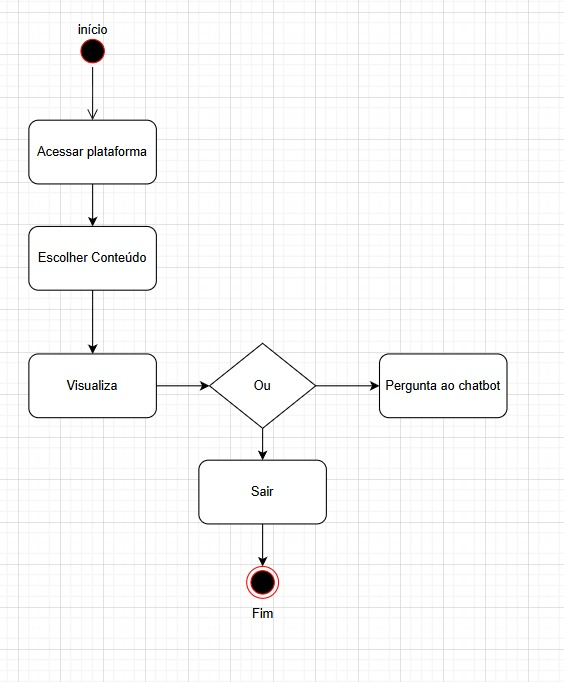 início
Acessar plataforma
Escolher Conteúdo
Visualiza
Ou
Pergunta ao chatbot
Sair
Fim